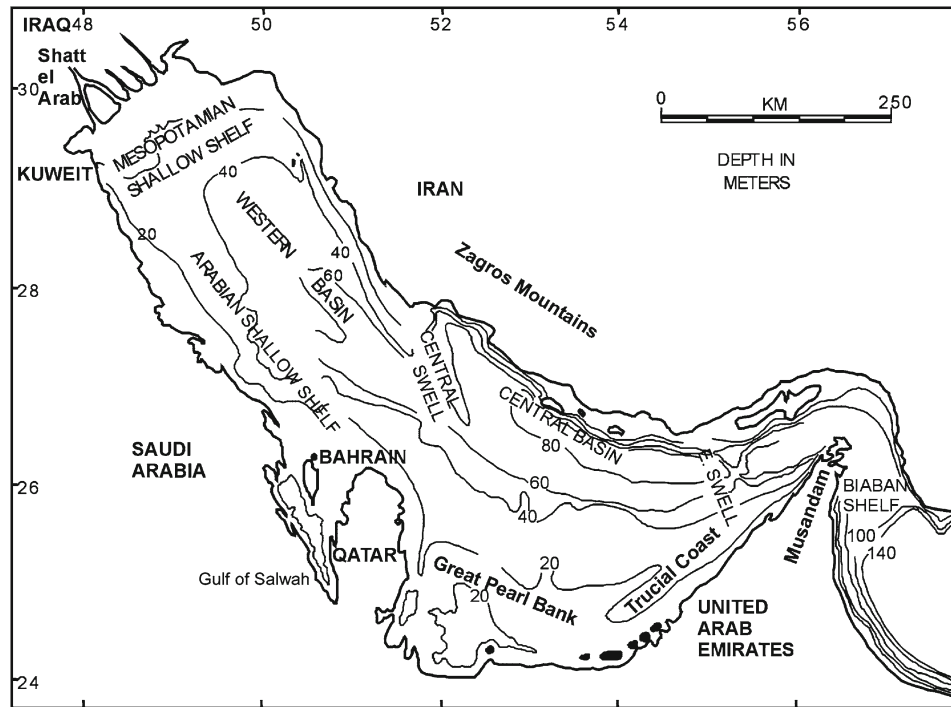 IRAQ 48 50 52 54 56
Shatt
el
Arab
30
0 KM 250
DEPTH IN
METERS
MESOPOTAMIAN
SHALLOW SHELF
KUWEIT
40
IRAN
20
WESTERN
BASIN
40
60
Zagros Mountains
28
ARABIAN SHALLOW SHELF
CENTRAL
SWELL
CENTRAL BASIN
80
SAUDI
ARABIA
BAHRAIN
60
40
E SWELL
26
BIABAN
SHELF
Musandam
100
140
QATAR
Gulf of Salwah
20
Great Pearl Bank
20
Trucial Coast
UNITED
ARAB
EMIRATES
24